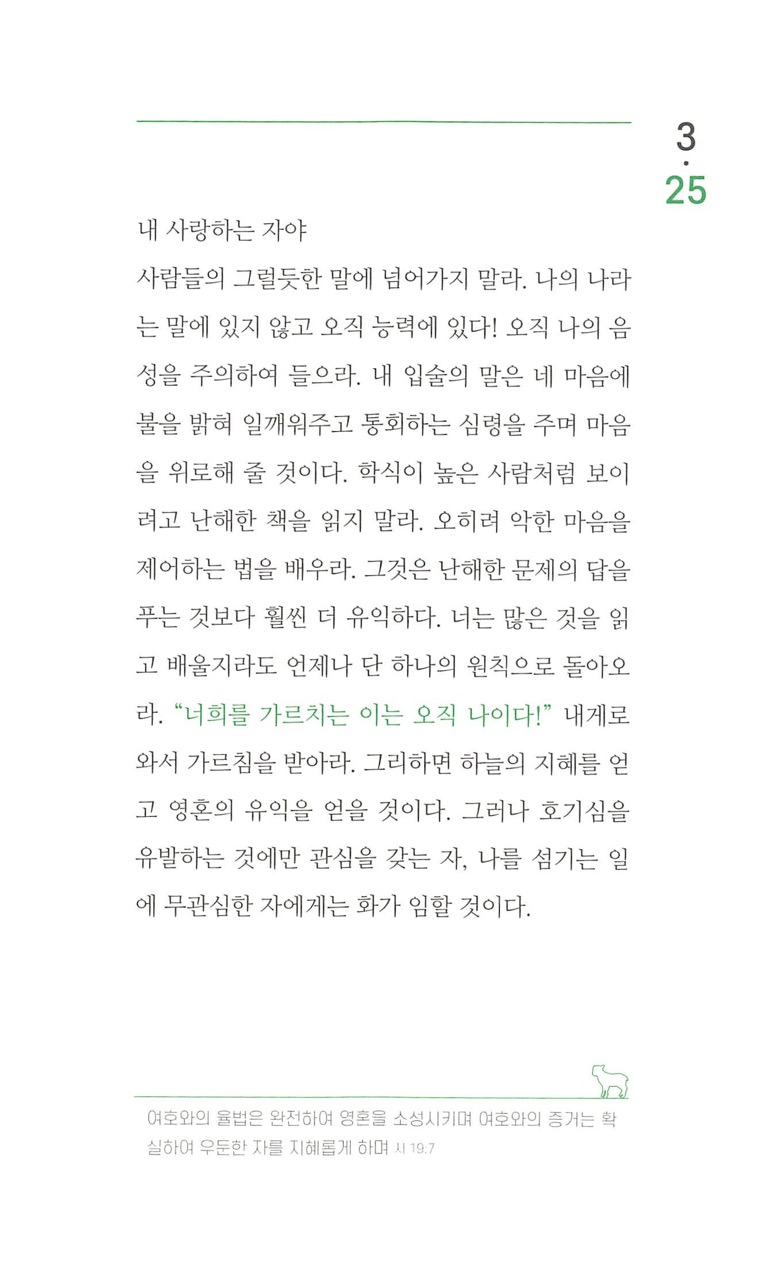 3
·
25
내 사랑하는 자야
사람들의 그럴듯한 말에 넘어가지 말라. 나의 나라
는 말에 있지 않고 오직 능력에 있다! 오직 나의 음
성을 주의하여 들으라. 내 입술의 말은 네 마음에
불을 밝혀 일깨워주고 통회하는 심령을 주며 마음
을 위로해 줄 것이다. 학식이 높은 사람처럼 보이
려고 난해한 책을 읽지 말라. 오히려 악한 마음을
제어하는 법을 배우라. 그것은 난해한 문제의 답을
푸는 것보다 훨씬 더 유익하다. 너는 많은 것을 읽
고 배울지라도 언제나 단 하나의 원칙으로 돌아오
라. “너희를 가르치는 이는 오직 나이다!” 내게로
와서 가르침을 받아라. 그리하면 하늘의 지혜를 얻
고 영혼의 유익을 얻을 것이다. 그러나 호기심을
유발하는 것에만 관심을 갖는 자, 나를 섬기는 일
에 무관심한 자에게는 화가 임할 것이다.
여호와의 율법은 완전하여 영혼을 소성시키며 여호와의 증거는 확
실하여 우둔한 자를 지혜롭게 하며 시 19:7